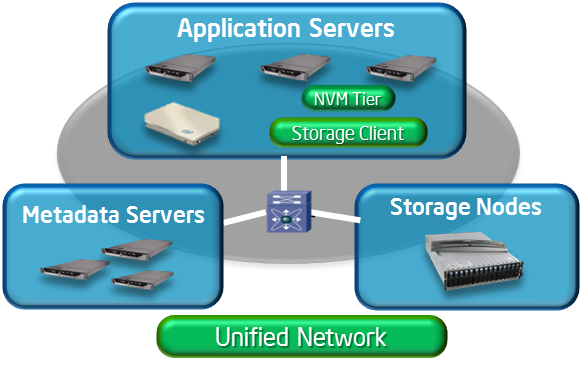 Application Servers
NVM Tier
Storage Client
Metadata Servers
Storage Nodes
Unified Network